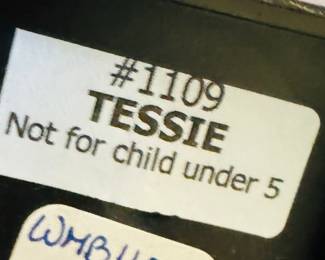 #1109
TESSIE
Not for child under 5